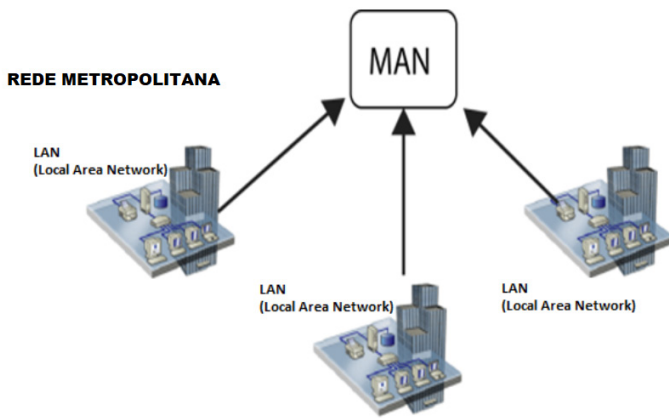 MAN
REDE METROPOLITANA
LAN
(Local Area Network)
LAN
(Local Area Network)
LAN
(Local Area Network)